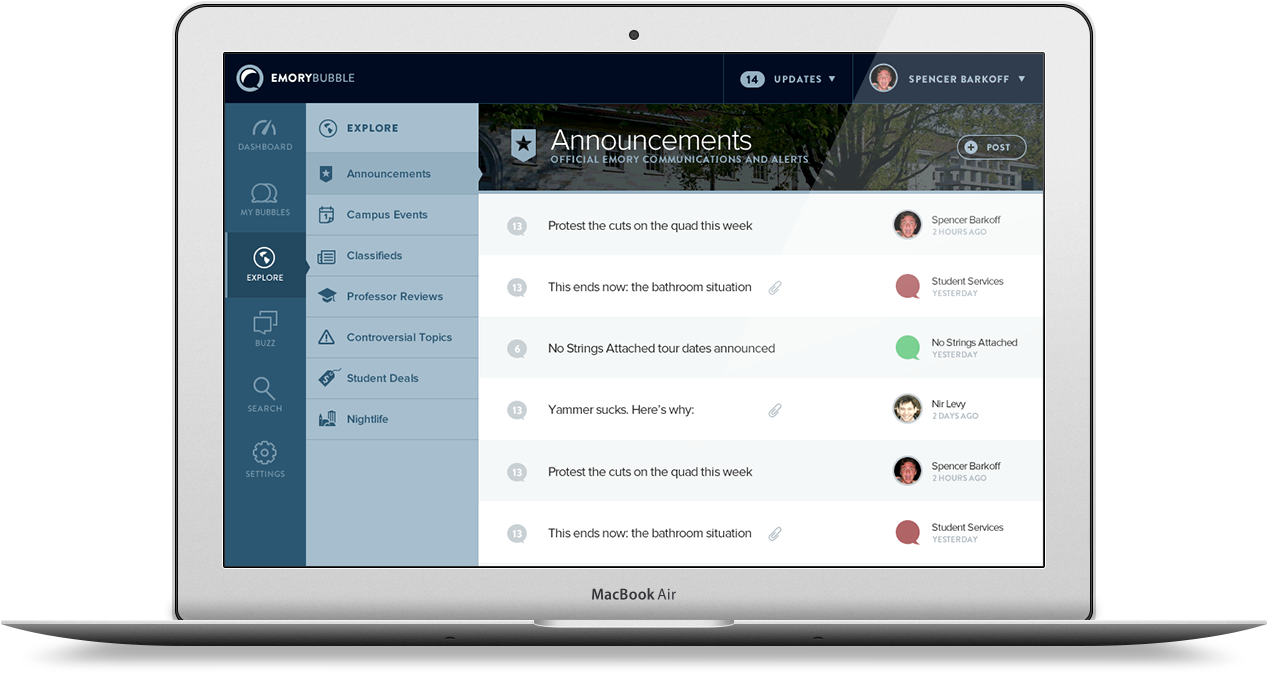 EMORYBUBBLE
14 UPDATES
SPENCER BARKOFF
DASHBOARD
MY BUBBLES
EXPLORE
BUZZ
SEARCH
SETTINGS
EXPLORE
Announcements
Campus Events
Classifieds
Professor Reviews
Controversial Topics
Student Deals
Nightlife
Announcements
OFFICIAL EMORY COMMUNICATIONS AND ALERTS
POST
13 Protest the cuts on the quad this week
Spencer Barkoff
2 HOURS AGO
13 This ends now: the bathroom situation
Student Services
YESTERDAY
6 No Strings Attached tour dates announced
No Strings Attached
YESTERDAY
13 Yammer sucks. Here’s why:
Nir Levy
2 DAYS AGO
13 Protest the cuts on the quad this week
Spencer Barkoff
2 HOURS AGO
13 This ends now: the bathroom situation
Student Services
YESTERDAY
MacBook Air